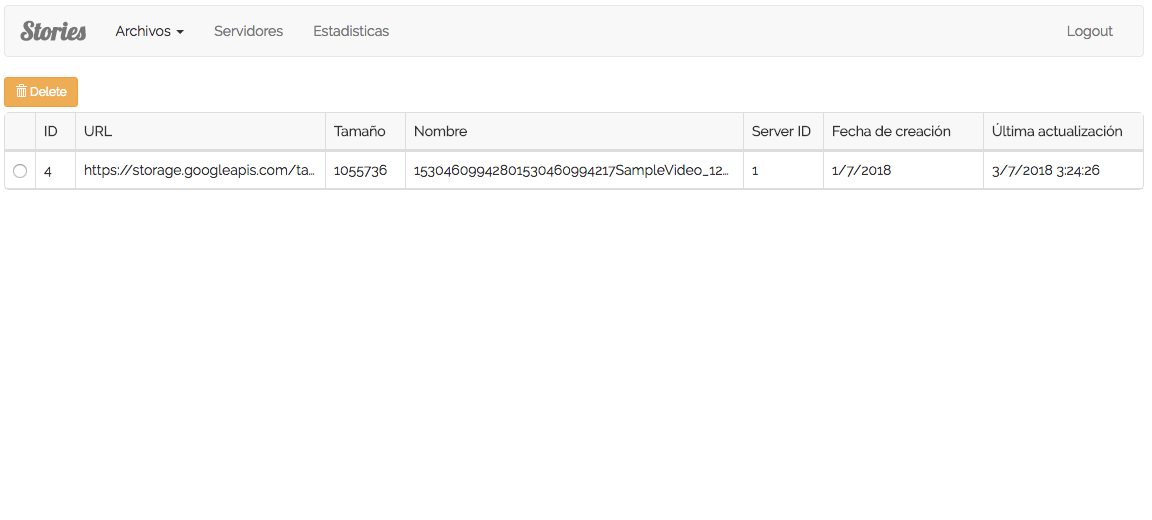 Stories Archivos Servidores Estadisticas Logout
Delete
ID URL Tamaño Nombre Server ID Fecha de creación Última actualización
4 https://storage.googleapis.com/ta... 1055736 15304609942801530460994217SampleVideo_12... 1 1/7/2018 3/7/2018 3:24:26